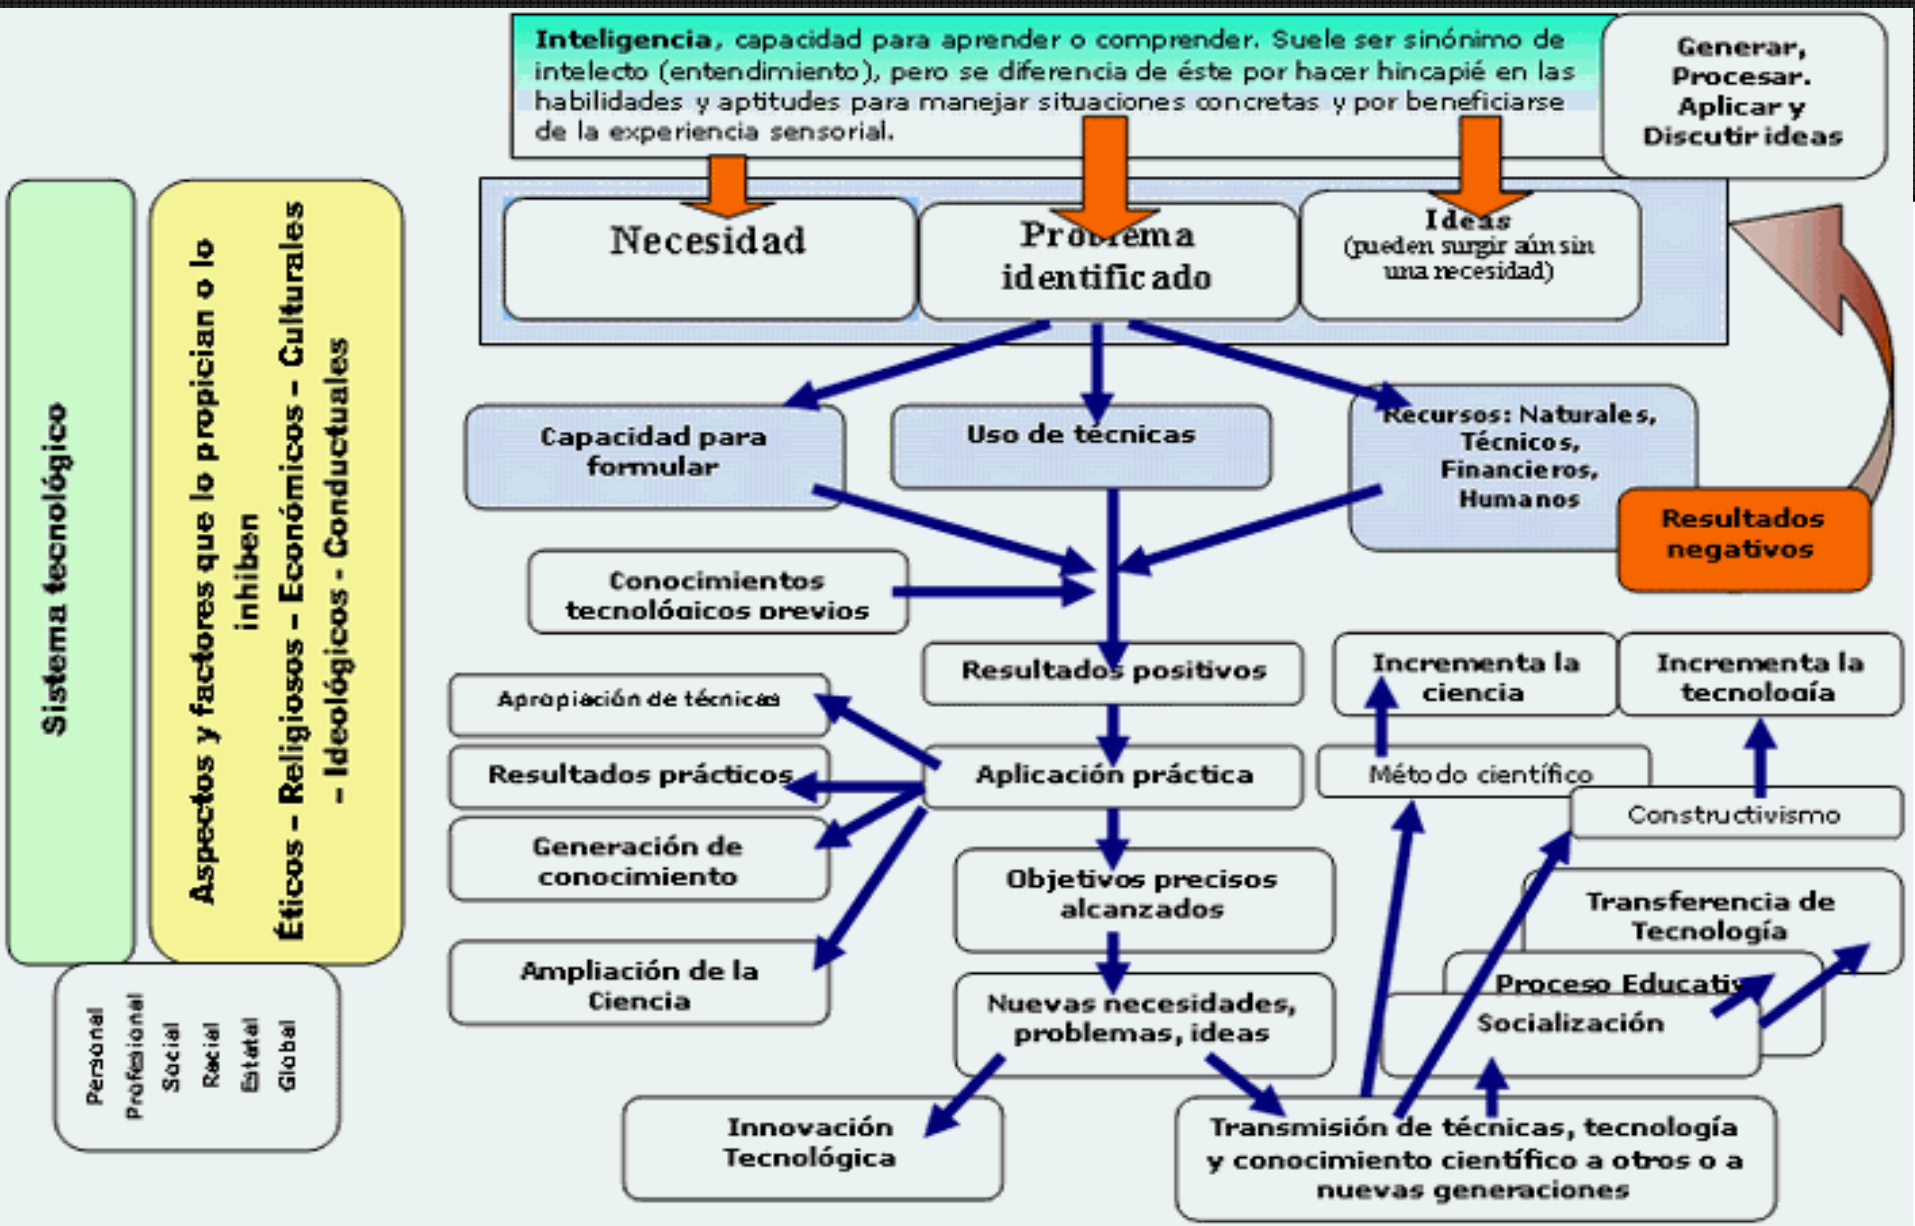 Inteligencia, capacidad para aprender o comprender. Suele ser sinónimo de
intelecto (entendimiento), pero se diferencia de éste por hacer hincapié en las
habilidades y aptitudes para manejar situaciones concretas y por beneficiarse
de la experiencia sensorial.
Generar,
Procesar.
Aplicar y
Discutir ideas
Sistema tecnológico
Aspectos y factores que lo propician o lo
inhiben
Éticos – Religiosos – Económicos – Culturales
– Ideológicos - Conductuales
Personal
Profesional
Social
Racial
Estatal
Global
Necesidad
Problema
identificado
Ideas
(pueden surgir aún sin
una necesidad)
Capacidad para
formular
Uso de técnicas
Recursos: Naturales,
Técnicos,
Financieros,
Humanos
Resultados
negativos
Conocimientos
tecnológicos previos
Resultados positivos
Incrementa la
ciencia
Incrementa la
tecnología
Apropiación de técnicas
Resultados prácticos
Aplicación práctica
Método científico
Constructivismo
Generación de
conocimiento
Objetivos precisos
alcanzados
Transferencia de
Tecnología
Ampliación de la
Ciencia
Nuevas necesidades,
problemas, ideas
Proceso Educativ
Socialización
Innovación
Tecnológica
Transmisión de técnicas, tecnología
y conocimiento científico a otros o a
nuevas generaciones